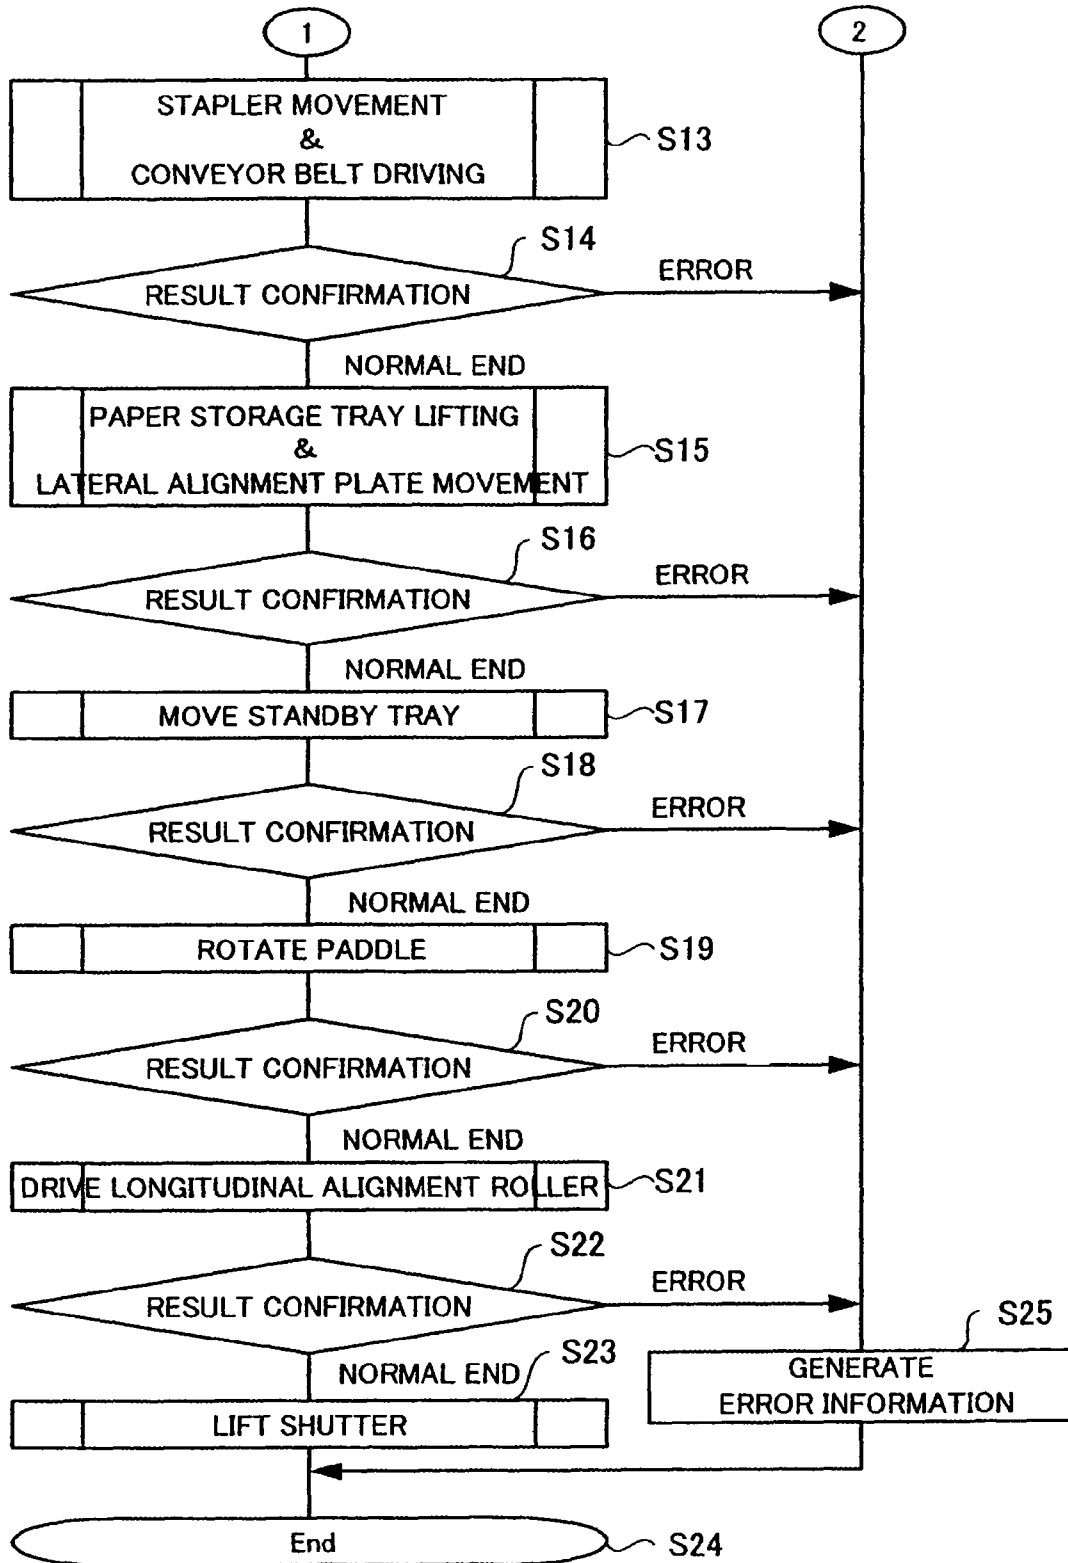 1
2
STAPLER MOVEMENT
&
CONVEYOR BELT DRIVING
S13
S14
RESULT CONFIRMATION
ERROR
NORMAL END
PAPER STORAGE TRAY LIFTING
&
LATERAL ALIGNMENT PLATE MOVEMENT
S15
S16
RESULT CONFIRMATION
ERROR
NORMAL END
MOVE STANDBY TRAY
S17
S18
RESULT CONFIRMATION
ERROR
NORMAL END
ROTATE PADDLE
S19
S20
RESULT CONFIRMATION
ERROR
NORMAL END
DRIVE LONGITUDINAL ALIGNMENT ROLLER
S21
S22
RESULT CONFIRMATION
ERROR
NORMAL END
S23
LIFT SHUTTER
S25
GENERATE
ERROR INFORMATION
End
S24